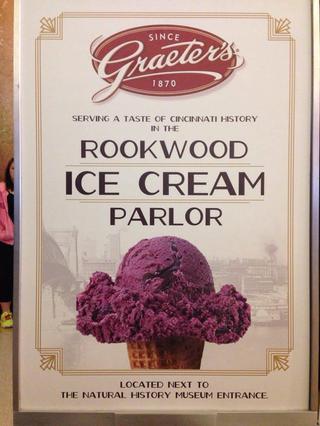 SINCE
Graeter's
1870
SERVING A TASTE OF CINCINNATI HISTORY
IN THE
ROOKWOOD
ICE CREAM
PARLOR
LOCATED NEXT TO
THE NATURAL HISTORY MUSEUM ENTRANCE.